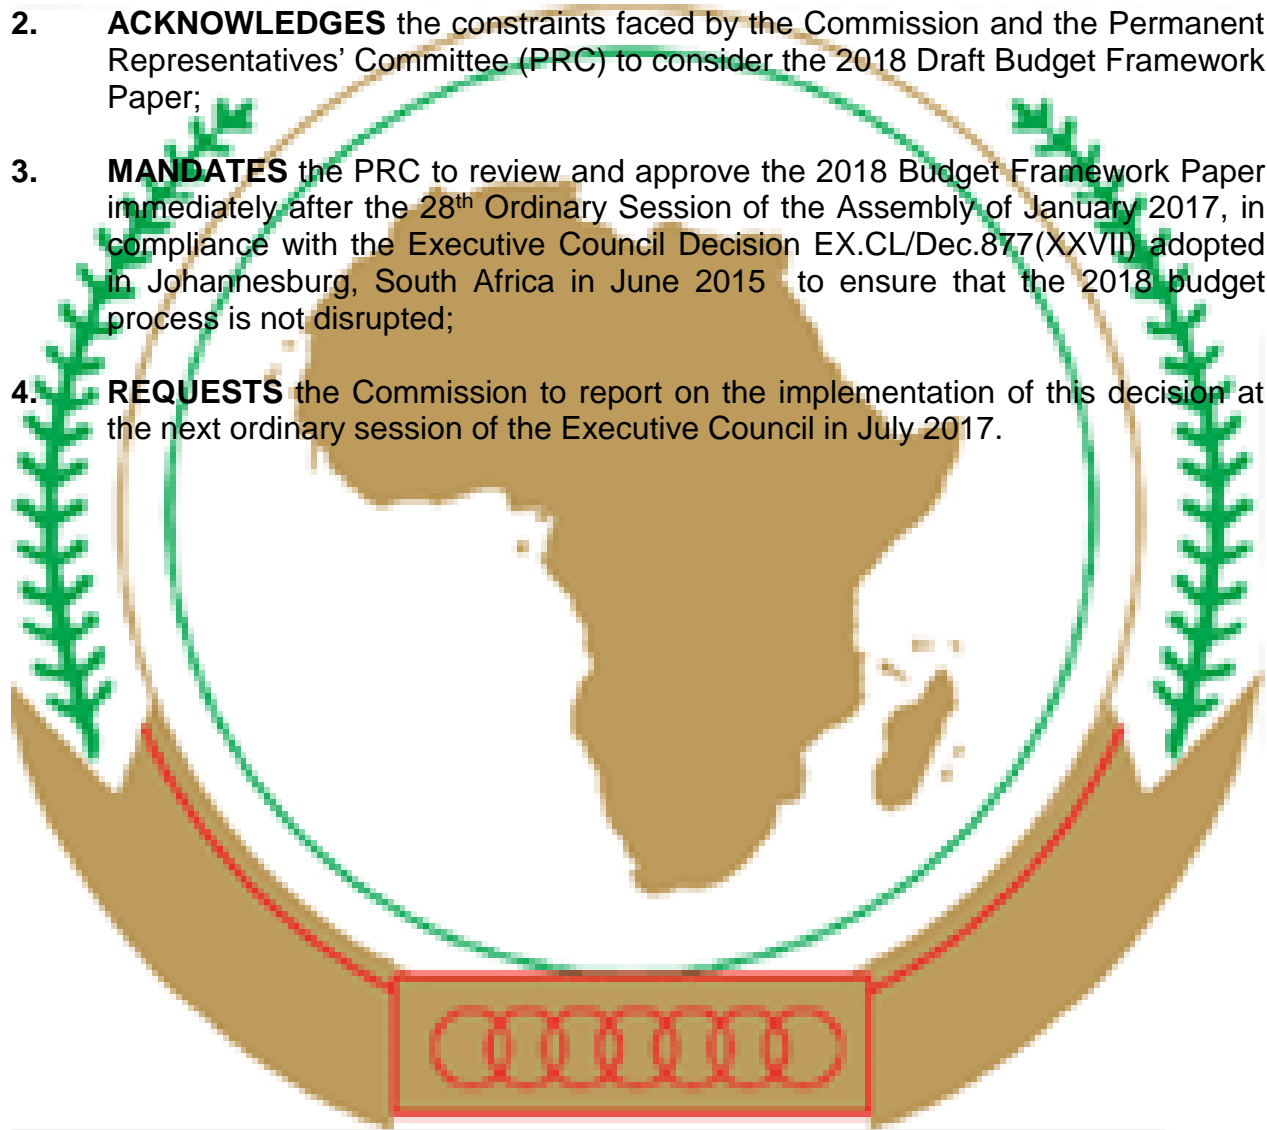 2. ACKNOWLEDGES the constraints faced by the Commission and the Permanent
Representatives’ Committee (PRC) to consider the 2018 Draft Budget Framework
Paper;
3. MANDATES the PRC to review and approve the 2018 Budget Framework Paper
immediately after the 28th Ordinary Session of the Assembly of January 2017, in
compliance with the Executive Council Decision EX.CL/Dec.877(XXVII) adopted
in Johannesburg, South Africa in June 2015 to ensure that the 2018 budget
process is not disrupted;
4. REQUESTS the Commission to report on the implementation of this decision at
the next ordinary session of the Executive Council in July 2017.